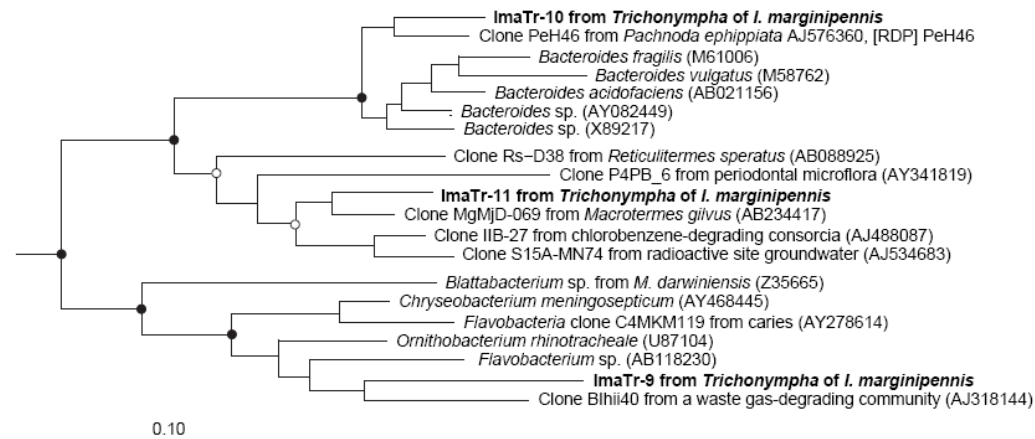 ImaTr-10 from Trichonympha of I. marginipennis
Clone PeH46 from Pachnoda ephippiata AJ576360, [RDP] PeH46
Bacteroides fragilis (M61006)
Bacteroides vulgatus (M58762)
Bacteroides acidofaciens (AB021156)
Bacteroides sp. (AY082449)
Bacteroides sp. (X89217)
Clone Rs-D38 from Reticulitermes speratus (AB088925)
Clone P4PB_6 from periodontal microflora (AY341819)
ImaTr-11 from Trichonympha of I. marginipennis
Clone MgMjD-069 from Macrotermes gilvus (AB234417)
Clone IIB-27 from chlorobenzene-degrading consorcia (AJ488087)
Clone S15A-MN74 from radioactive site groundwater (AJ534683)
Blattabacterium sp. from M. darwiniensis (Z35665)
Chryseobacterium meningosepticum (AY468445)
Flavobacteria clone C4MKM119 from caries (AY278614)
Ornithobacterium rhinotracheale (U87104)
Flavobacterium sp. (AB118230)
ImaTr-9 from Trichonympha of I. marginipennis
Clone BIhii40 from a waste gas-degrading community (AJ318144)
0.10